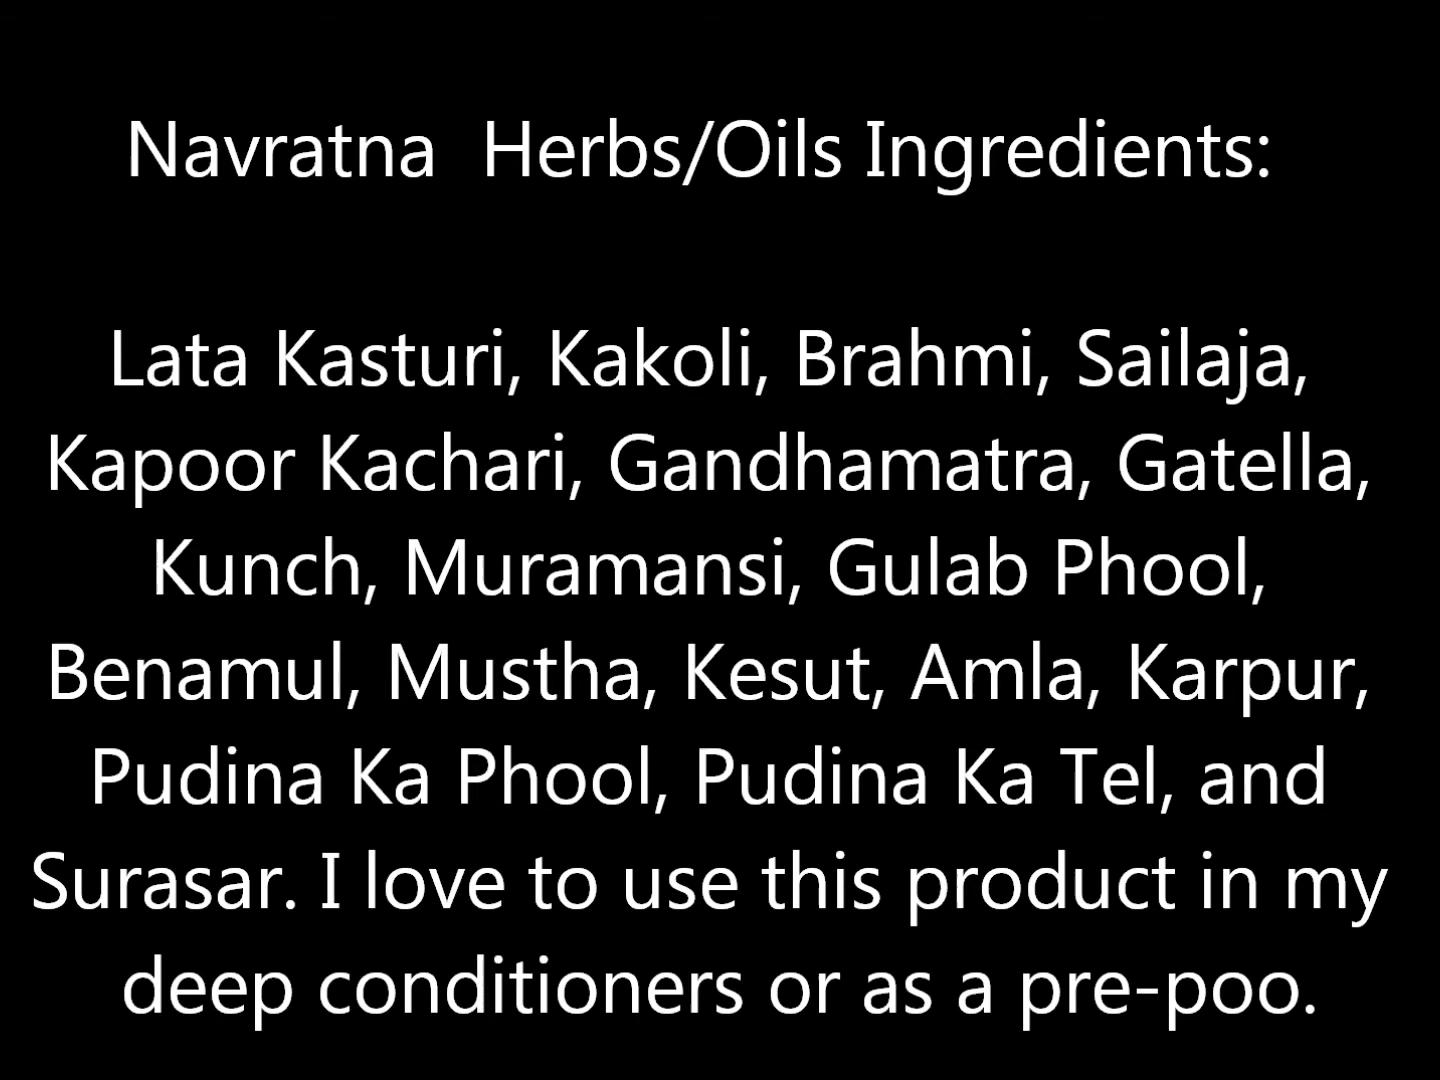 Navratna  Herbs/Oils Ingredients:
Lata Kasturi, Kakoli, Brahmi, Sailaja,
Kapoor Kachari, Gandhamatra, Gatella,
Kunch, Muramansi, Gulab Phool,
Benamul, Mustha, Kesut, Amla, Karpur,
Pudina Ka Phool, Pudina Ka Tel, and
Surasar. I love to use this product in my
deep conditioners or as a pre-poo.